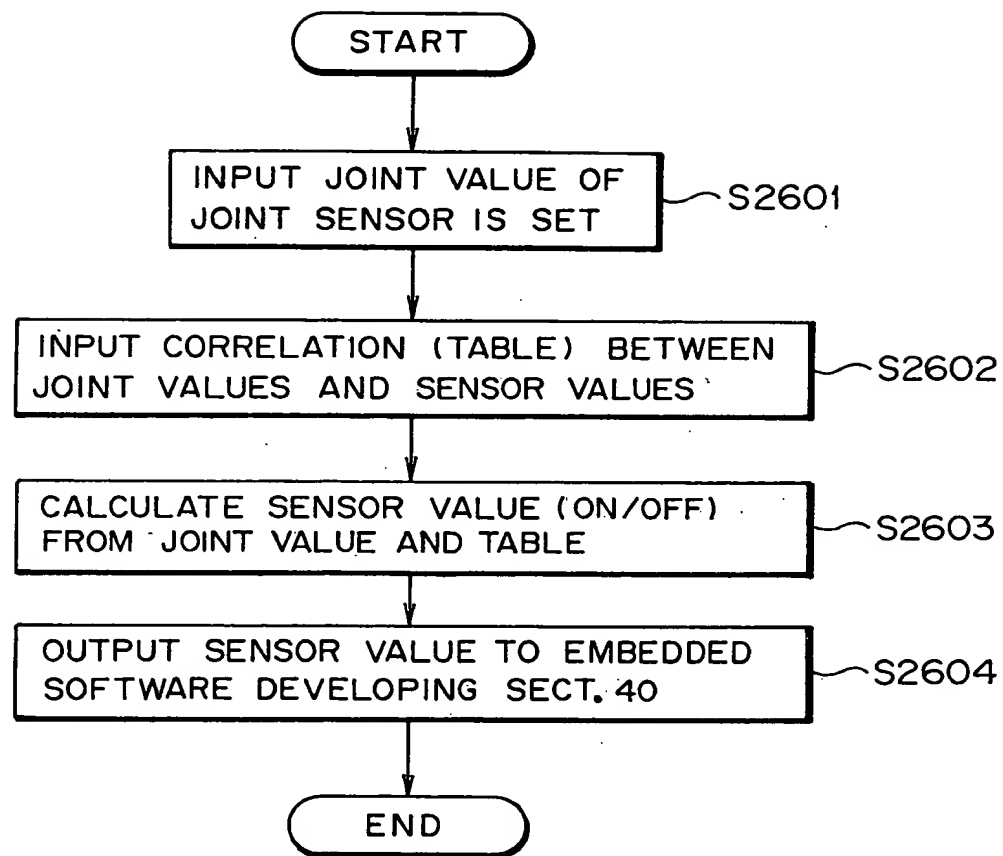 START
INPUT JOINT VALUE OF
JOINT SENSOR IS SET
S2601
INPUT CORRELATION (TABLE) BETWEEN
JOINT VALUES AND SENSOR VALUES
S2602
CALCULATE SENSOR VALUE (ON/OFF)
FROM JOINT VALUE AND TABLE
S2603
OUTPUT SENSOR VALUE TO EMBEDDED
SOFTWARE DEVELOPING SECT. 40
S2604
END